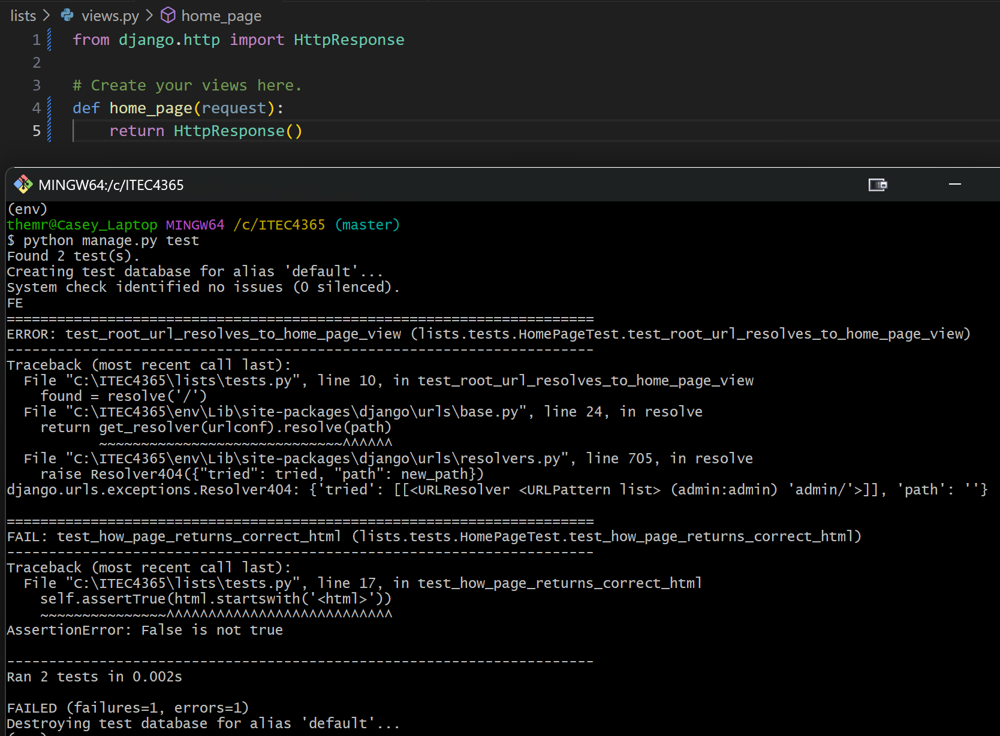 lists > views.py > home_page
1 from django.http import HttpResponse
2
3 # Create your views here.
4 def home_page(request):
5     return HttpResponse()
MINGW64:/c/ITEC4365
(env)
themr@Casey_Laptop MINGW64 /c/ITEC4365 (master)
$ python manage.py test
Found 2 test(s).
Creating test database for alias 'default'...
System check identified no issues (0 silenced).
FE
======================================================================
ERROR: test_root_url_resolves_to_home_page_view (lists.tests.HomePageTest.test_root_url_resolves_to_home_page_view)
----------------------------------------------------------------------
Traceback (most recent call last):
  File "C:\ITEC4365\lists\tests.py", line 10, in test_root_url_resolves_to_home_page_view
    found = resolve('/')
  File "C:\ITEC4365\env\Lib\site-packages\django\urls\base.py", line 24, in resolve
    return get_resolver(urlconf).resolve(path)
           ~~~~~~~~~~~~~~~~~~~~~~~~~~~~~^^^^^^
  File "C:\ITEC4365\env\Lib\site-packages\django\urls\resolvers.py", line 705, in resolve
    raise Resolver404({"tried": tried, "path": new_path})
django.urls.exceptions.Resolver404: {'tried': [[<URLResolver <URLPattern list> (admin:admin) 'admin/'>]], 'path': ''}
======================================================================
FAIL: test_how_page_returns_correct_html (lists.tests.HomePageTest.test_how_page_returns_correct_html)
----------------------------------------------------------------------
Traceback (most recent call last):
  File "C:\ITEC4365\lists\tests.py", line 17, in test_how_page_returns_correct_html
    self.assertTrue(html.startswith('<html>'))
    ~~~~~~~~~~~~~~~^^^^^^^^^^^^^^^^^^^^^^^^^^^
AssertionError: False is not true
----------------------------------------------------------------------
Ran 2 tests in 0.002s
FAILED (failures=1, errors=1)
Destroying test database for alias 'default'...